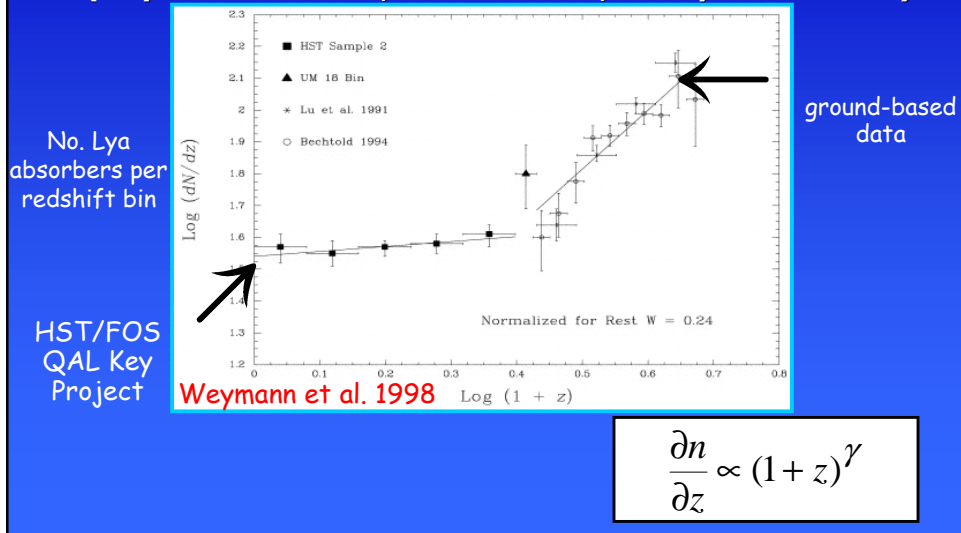 2.3
2.2
2.1
2
1.9
1.8
1.7
1.6
1.5
1.4
1.3
1.2
Log (dN/dz)
■ HST Sample 2
▲ UM 18 Bin
* Lu et al. 1991
○ Bechtold 1994
Normalized for Rest W = 0.24
0 0.1 0.2 0.3 0.4 0.5 0.6 0.7 0.8
Log (1 + z)
Weymann et al. 1998
No. Lya
absorbers per
redshift bin
HST/FOS
QAL Key
Project
ground-based
data
∂n/∂z ∝ (1 + z)^γ